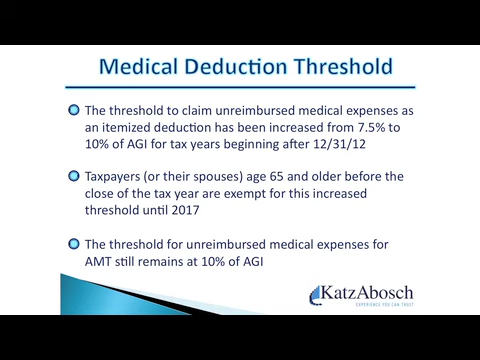 Medical Deduction Threshold
The threshold to claim unreimbursed medical expenses as
an itemized deduction has been increased from 7.5% to
10% of AGI for tax years beginning after 12/31/12
Taxpayers (or their spouses) age 65 and older before the
close of the tax year are exempt for this increased
threshold until 2017
The threshold for unreimbursed medical expenses for
AMT still remains at 10% of AGI
KatzAbosch
EXPERIENCE YOU CAN TRUST